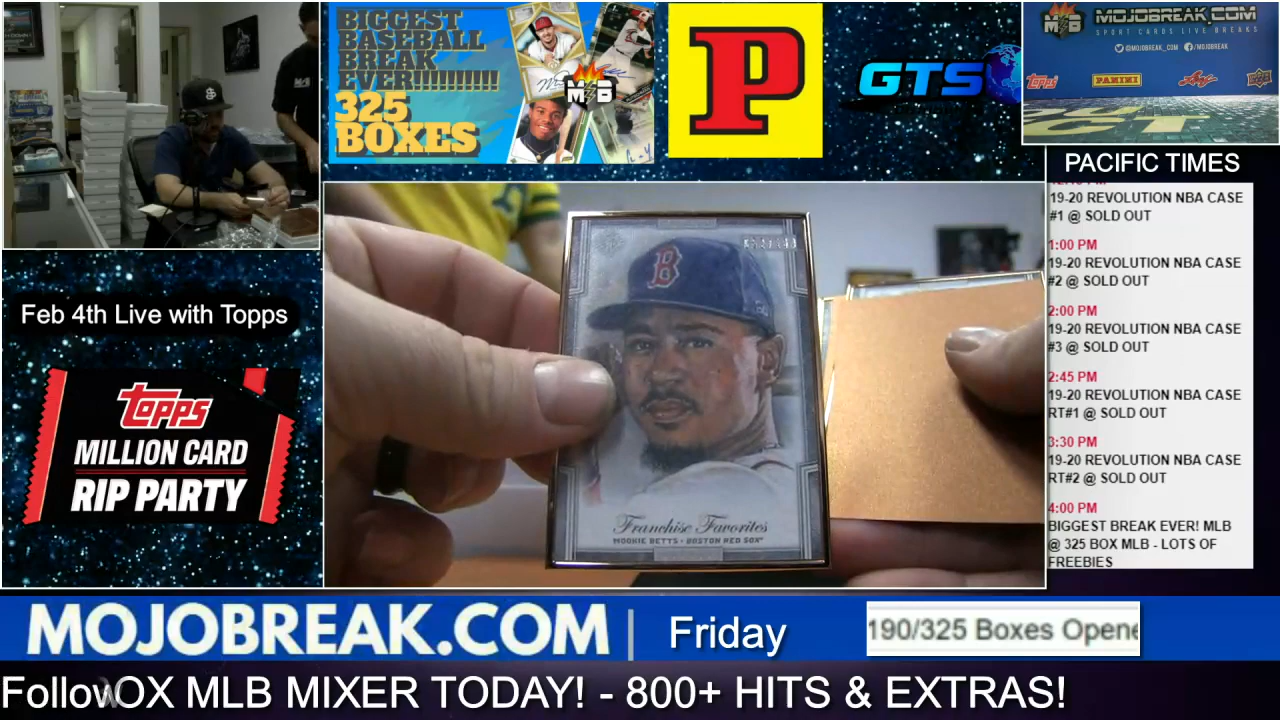 BIGGEST
BASEBALL
BREAK
EVER!!!!!!!!!!
325
BOXES
M B
P
GTS
MOJOBREAK.COM
SPORT CARDS LIVE BREAKS
@MOJOBREAK_COM /MOJOBREAK
topps
PANINI
PACIFIC TIMES
19-20 REVOLUTION NBA CASE
#1 @ SOLD OUT
1:00 PM
19-20 REVOLUTION NBA CASE
#2 @ SOLD OUT
2:00 PM
19-20 REVOLUTION NBA CASE
#3 @ SOLD OUT
2:45 PM
19-20 REVOLUTION NBA CASE
RT#1 @ SOLD OUT
3:30 PM
19-20 REVOLUTION NBA CASE
RT#2 @ SOLD OUT
4:00 PM
BIGGEST BREAK EVER! MLB
@ 325 BOX MLB - LOTS OF
FREEBIES
Feb 4th Live with Topps
topps
MILLION CARD
RIP PARTY
B
Franchise Favorites
MOOKIE BETTS • BOSTON RED SOX
MOJOBREAK.COM
Friday
190/325 Boxes Opene
Follow OX MLB MIXER TODAY! - 800+ HITS & EXTRAS!